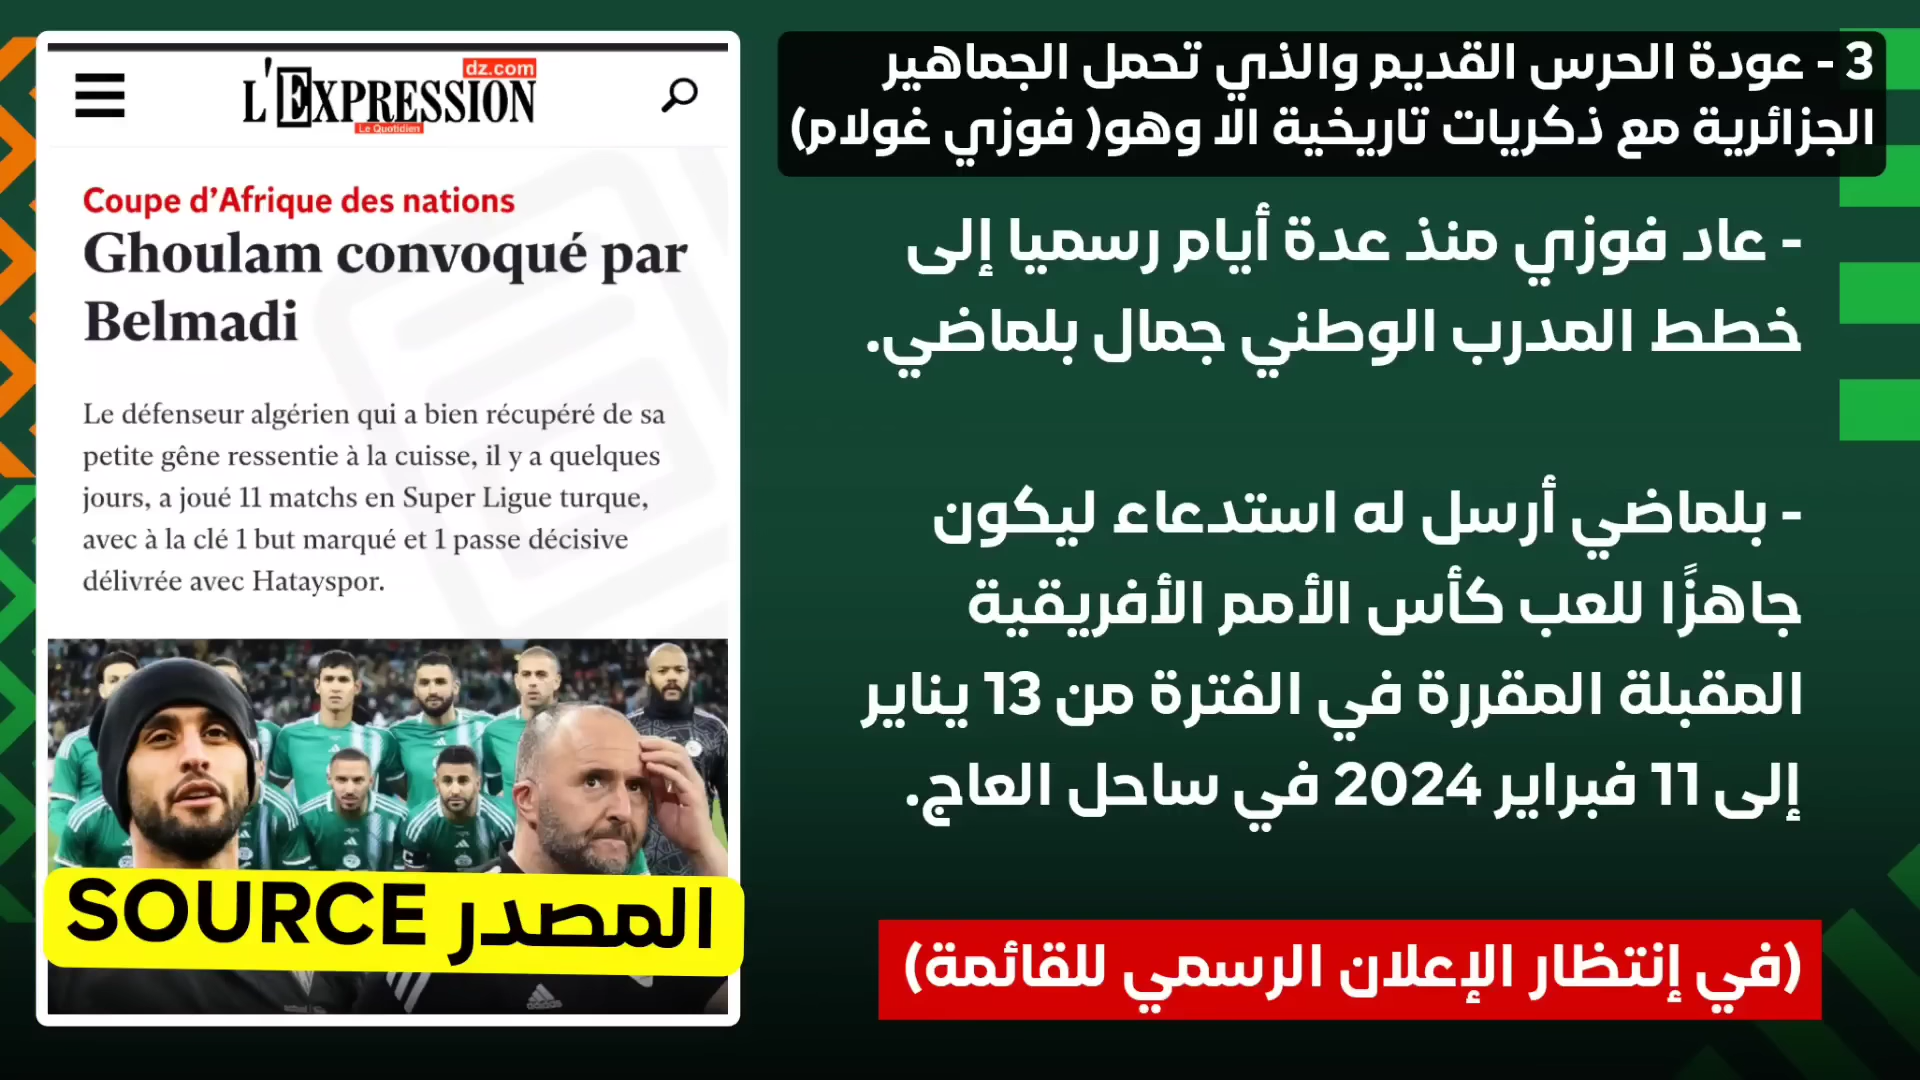 dz.com
L'EXPRESSION
Le Quotidien
Coupe d'Afrique des nations
Ghoulam convoqué par
Belmadi
Le défenseur algérien qui a bien récupéré de sa
petite gêne ressentie à la cuisse, il y a quelques
jours, a joué 11 matchs en Super Ligue turque,
avec à la clé 1 but marqué et 1 passe décisive
délivrée avec Hatayspor.
المصدر SOURCE
3 - عودة الحرس القديم والذي تحمل الجماهير
الجزائرية مع ذكريات تاريخية الا وهو( فوزي غولام)
- عاد فوزي منذ عدة أيام رسميا إلى
خطط المدرب الوطني جمال بلماضي.
- بلماضي أرسل له استدعاء ليكون
جاهزًا للعب كأس الأمم الأفريقية
المقبلة المقررة في الفترة من 13 يناير
إلى 11 فبراير 2024 في ساحل العاج.
(في إنتظار الإعلان الرسمي للقائمة)